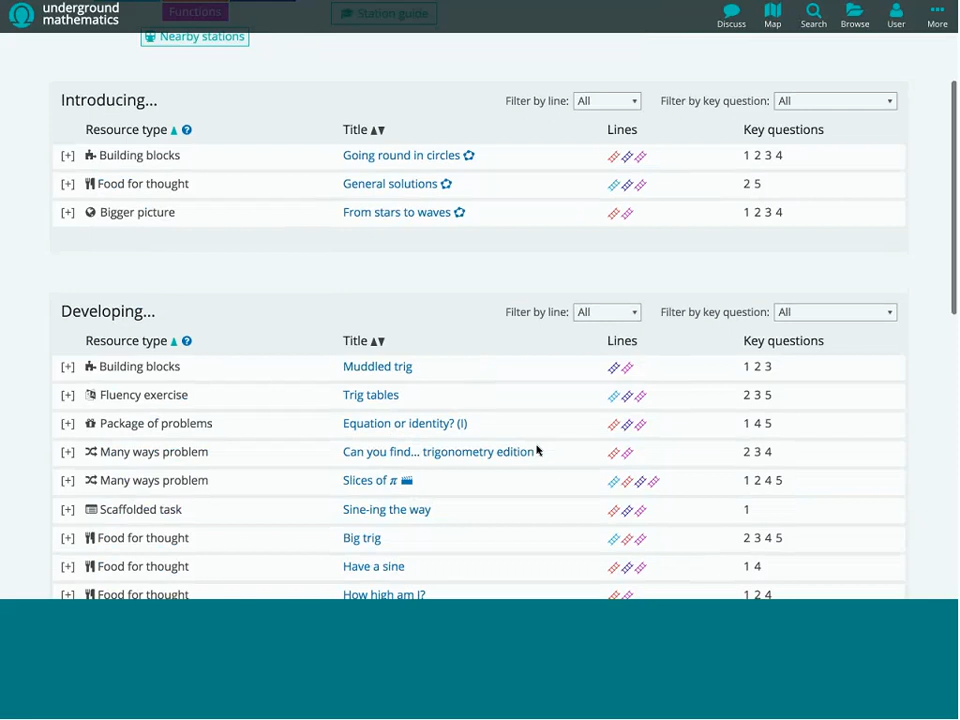 underground
mathematics
Functions
Station guide
Discuss
Map
Search
Browse
User
More
Nearby stations
Introducing...
Filter by line: All
Filter by key question: All
Resource type
Title
Lines
Key questions
[+] Building blocks Going round in circles 1 2 3 4
[+] Food for thought General solutions 2 5
[+] Bigger picture From stars to waves 1 2 3 4
Developing...
Filter by line: All
Filter by key question: All
Resource type
Title
Lines
Key questions
[+] Building blocks Muddled trig 1 2 3
[+] Fluency exercise Trig tables 2 3 5
[+] Package of problems Equation or identity? (I) 1 4 5
[+] Many ways problem Can you find... trigonometry edition 2 3 4
[+] Many ways problem Slices of π 1 2 4 5
[+] Scaffolded task Sine-ing the way 1
[+] Food for thought Big trig 2 3 4 5
[+] Food for thought Have a sine 1 4
[+] Food for thought How high am I? 1 2 4